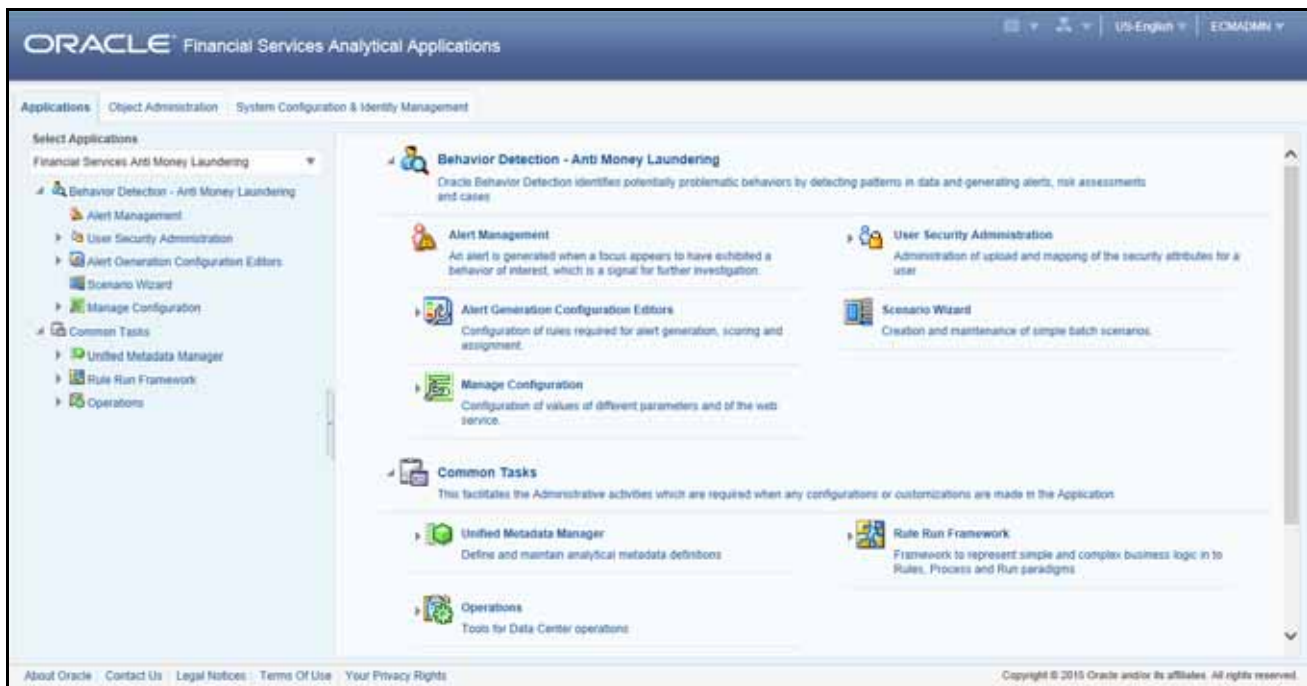 ORACLE Financial Services Analytical Applications
US-English
ECMADMN
Applications
Object Administration
System Configuration & Identity Management
Select Applications
Financial Services Anti Money Laundering
Behavior Detection - Anti Money Laundering
Alert Management
User Security Administration
Alert Generation Configuration Editors
Scenario Wizard
Manage Configuration
Common Tasks
Unified Metadata Manager
Rule Run Framework
Operations
Behavior Detection - Anti Money Laundering
Oracle Behavior Detection identifies potentially problematic behaviors by detecting patterns in data and generating alerts, risk assessments
and cases
Alert Management
An alert is generated when a focus appears to have exhibited a
behavior of interest, which is a signal for further investigation.
User Security Administration
Administration of upload and mapping of the security attributes for a
user
Alert Generation Configuration Editors
Configuration of rules required for alert generation, scoring and
assignment.
Scenario Wizard
Creation and maintenance of simple batch scenarios.
Manage Configuration
Configuration of values of different parameters and of the web
service.
Common Tasks
This facilitates the Administrative activities which are required when any configurations or customizations are made in the Application
Unified Metadata Manager
Define and maintain analytical metadata definitions
Rule Run Framework
Framework to represent simple and complex business logic in to
Rules, Process and Run paradigms
Operations
Tools for Data Center operations
About Oracle
Contact Us
Legal Notices
Terms Of Use
Your Privacy Rights
Copyright © 2015 Oracle and/or its affiliates. All rights reserved.